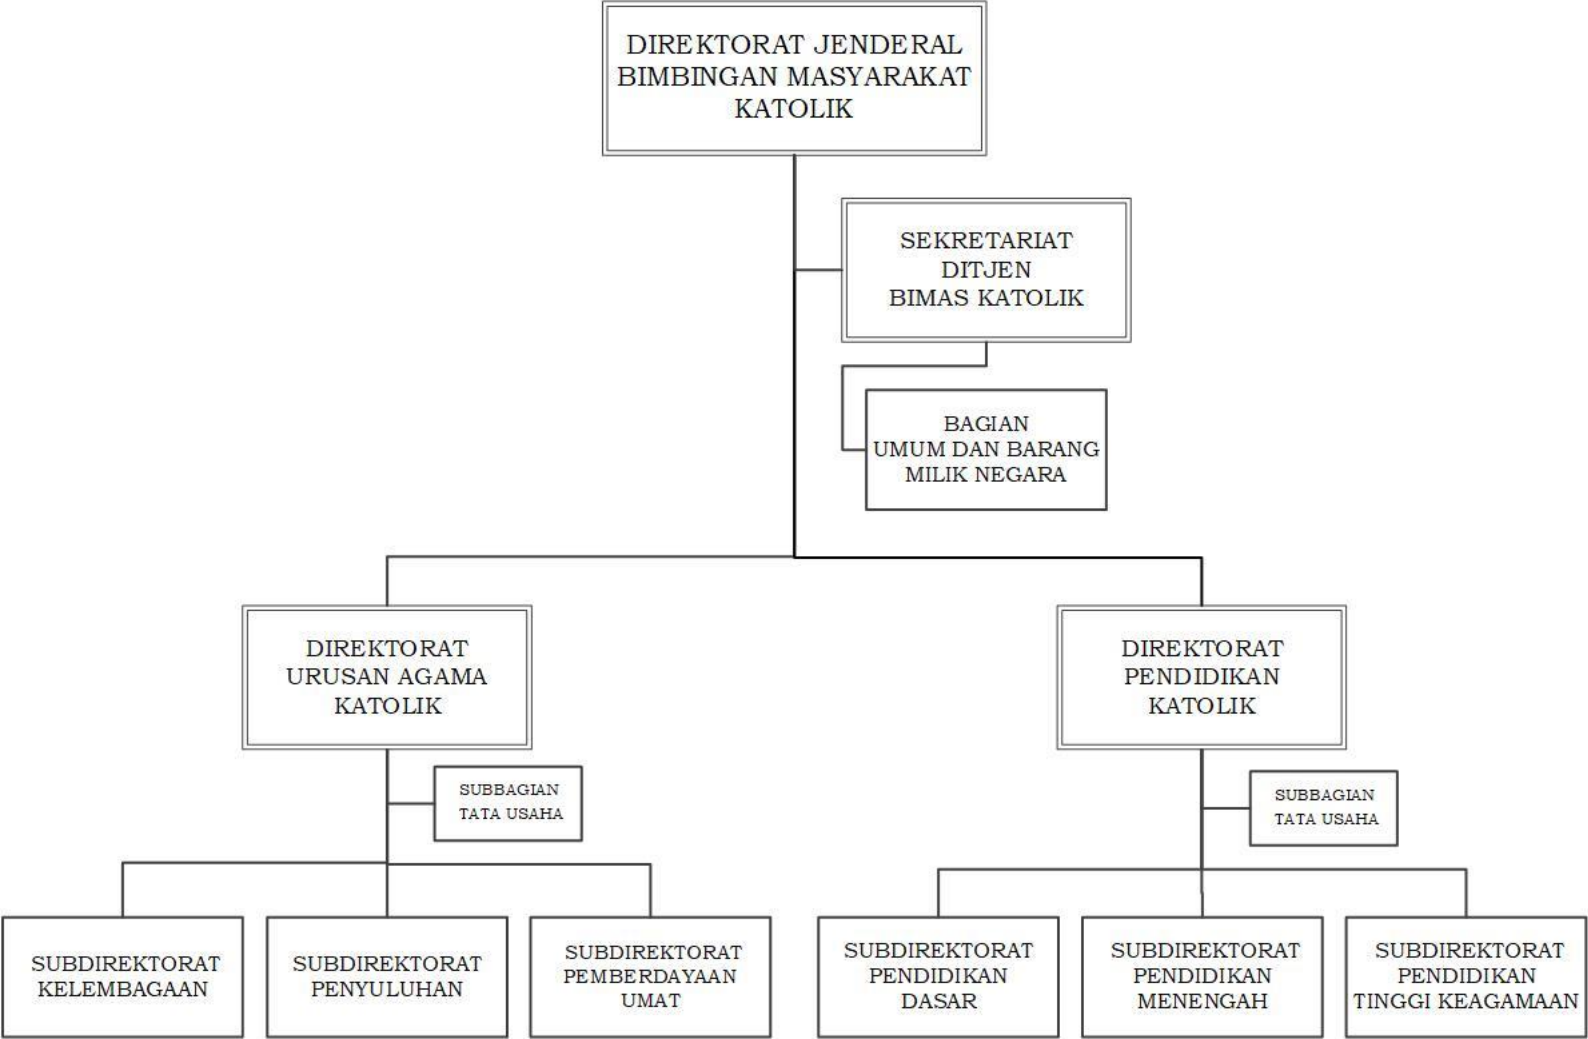 DIREKTORAT JENDERAL
BIMBINGAN MASYARAKAT
KATOLIK
SEKRETARIAT
DITJEN
BIMAS KATOLIK
BAGIAN
UMUM DAN BARANG
MILIK NEGARA
DIREKTORAT
URUSAN AGAMA
KATOLIK
DIREKTORAT
PENDIDIKAN
KATOLIK
SUBBAGIAN
TATA USAHA
SUBBAGIAN
TATA USAHA
SUBDIREKTORAT
KELEMBAGAAN
SUBDIREKTORAT
PENYULUHAN
SUBDIREKTORAT
PEMBERDAYAAN
UMAT
SUBDIREKTORAT
PENDIDIKAN
DASAR
SUBDIREKTORAT
PENDIDIKAN
MENENGAH
SUBDIREKTORAT
PENDIDIKAN
TINGGI KEAGAMAAN